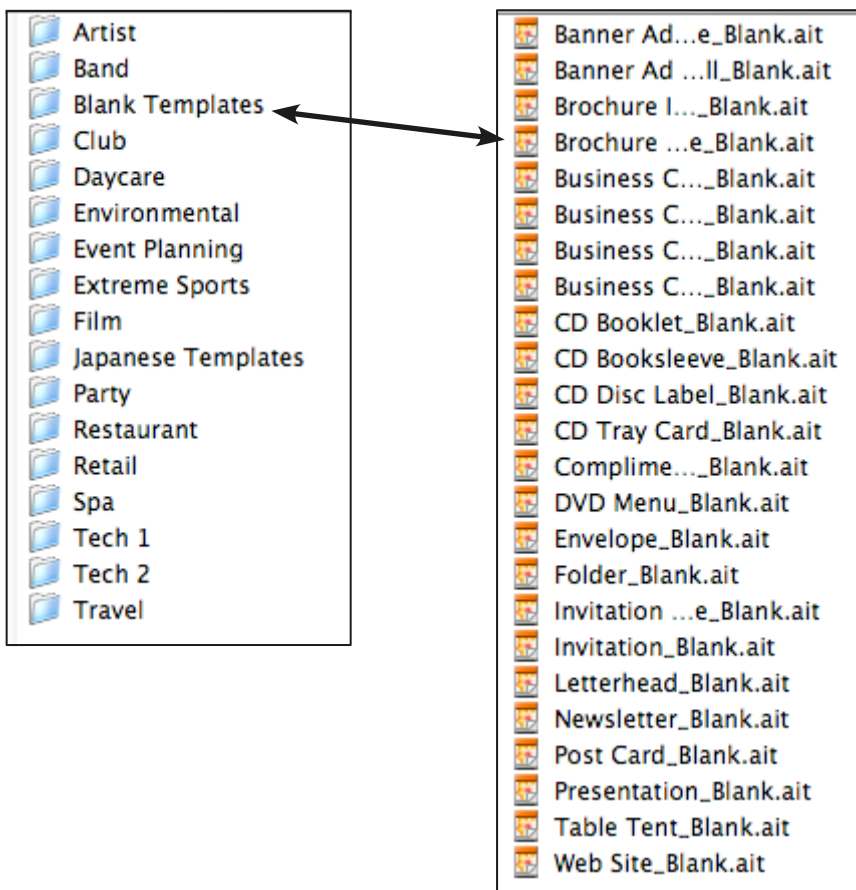 Artist
Band
Blank Templates
Club
Daycare
Environmental
Event Planning
Extreme Sports
Film
Japanese Templates
Party
Restaurant
Retail
Spa
Tech 1
Tech 2
Travel
Banner Ad...e_Blank.ait
Banner Ad ...ll_Blank.ait
Brochure I..._Blank.ait
Brochure ...e_Blank.ait
Business C..._Blank.ait
Business C..._Blank.ait
Business C..._Blank.ait
Business C..._Blank.ait
CD Booklet_Blank.ait
CD Booksleeve_Blank.ait
CD Disc Label_Blank.ait
CD Tray Card_Blank.ait
Complime..._Blank.ait
DVD Menu_Blank.ait
Envelope_Blank.ait
Folder_Blank.ait
Invitation ...e_Blank.ait
Invitation_Blank.ait
Letterhead_Blank.ait
Newsletter_Blank.ait
Post Card_Blank.ait
Presentation_Blank.ait
Table Tent_Blank.ait
Web Site_Blank.ait